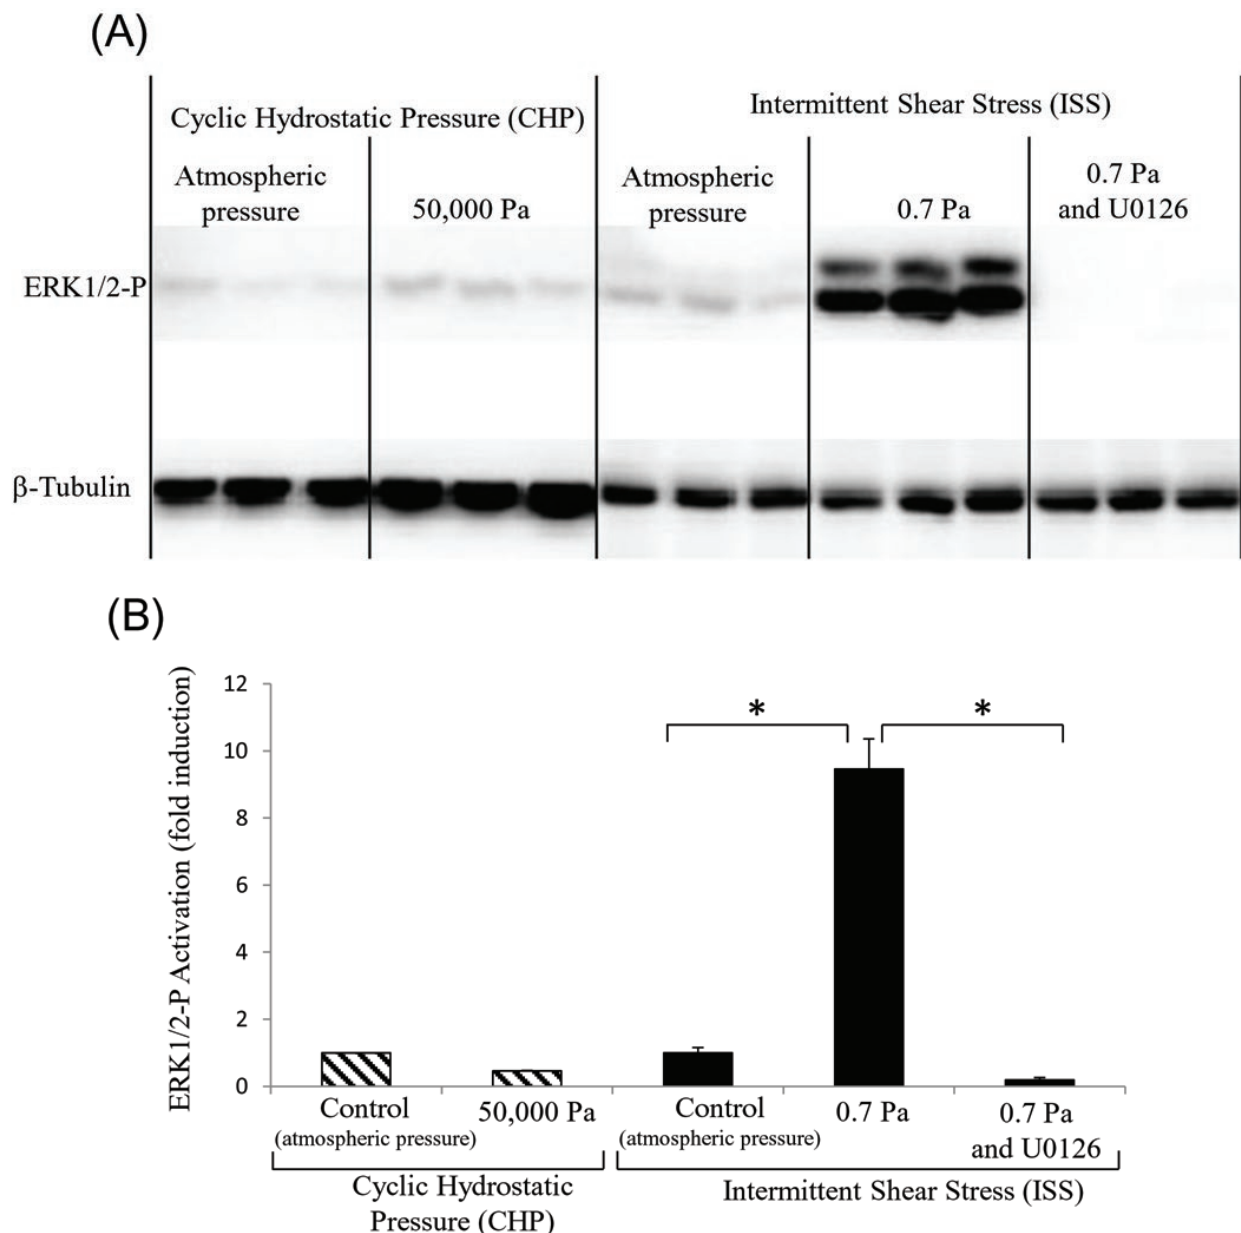 (A)
Cyclic Hydrostatic Pressure (CHP)
Intermittent Shear Stress (ISS)
Atmospheric
pressure
50,000 Pa
Atmospheric
pressure
0.7 Pa
0.7 Pa
and U0126
ERK1/2-P
β-Tubulin
(B)
ERK1/2-P Activation (fold induction)
12
10
8
6
4
2
0
*
*
Control
(atmospheric pressure)
50,000 Pa
Control
(atmospheric pressure)
0.7 Pa
0.7 Pa
and U0126
Cyclic Hydrostatic
Pressure (CHP)
Intermittent Shear Stress (ISS)